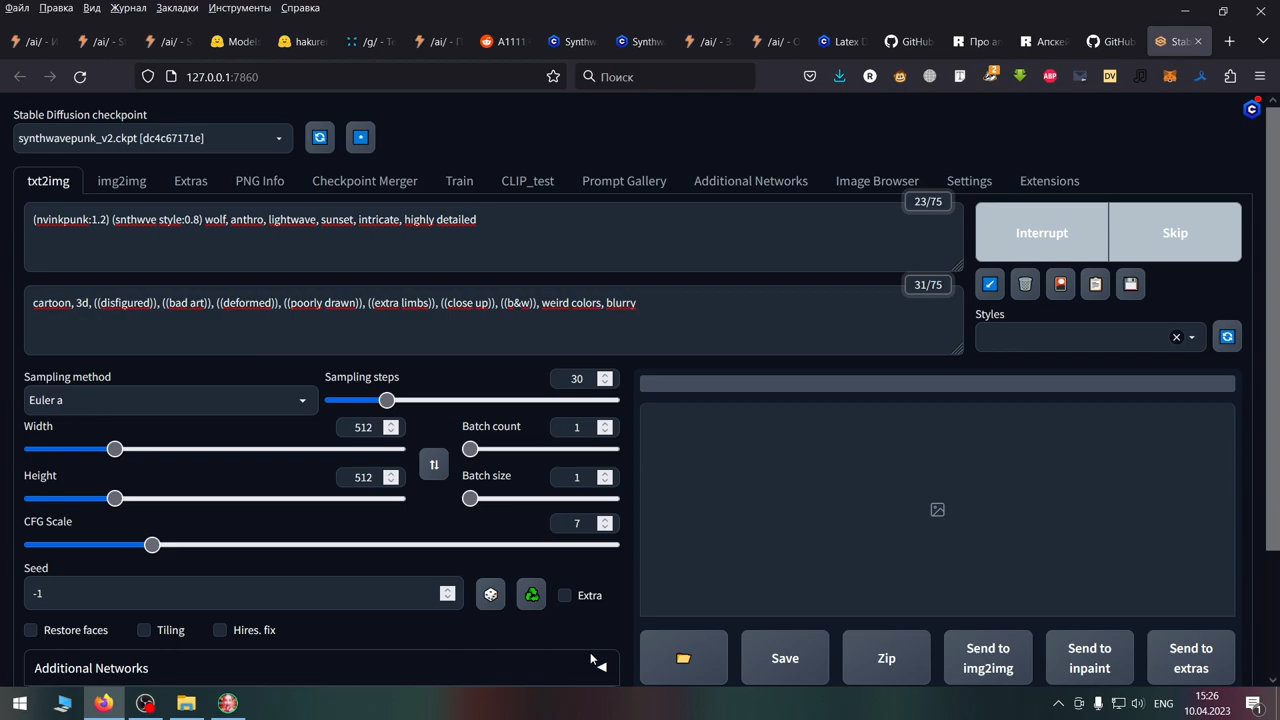 Файл Правка Вид Журнал Закладки Инструменты Справка
/ai/ - И /ai/ - S /ai/ - S Models hakure /g/ - Te /ai/ - Г A1111 Synthw Synthw /ai/ - З /ai/ - О Latex D GitHub Про ап GitHub Апскей Stab
127.0.0.1:7860 Поиск
Stable Diffusion checkpoint
synthwavepunk_v2.ckpt [dc4c67171e]
txt2img img2img Extras PNG Info Checkpoint Merger Train CLIP_test Prompt Gallery Additional Networks Image Browser Settings Extensions
23/75
(nvinkpunk:1.2) (snthwve style:0.8) wolf, anthro, lightwave, sunset, intricate, highly detailed
Interrupt Skip
31/75
cartoon, 3d, ((disfigured)), ((bad art)), ((deformed)), ((poorly drawn)), ((extra limbs)), ((close up)), ((b&w)), weird colors, blurry
Styles
Sampling method Sampling steps 30
Euler a
Width 512 Batch count 1
Height 512 Batch size 1
CFG Scale 7
Seed
-1
Extra
Restore faces Tiling Hires. fix
Additional Networks
Save Zip Send to img2img Send to inpaint Send to extras
ENG 15:26
10.04.2023